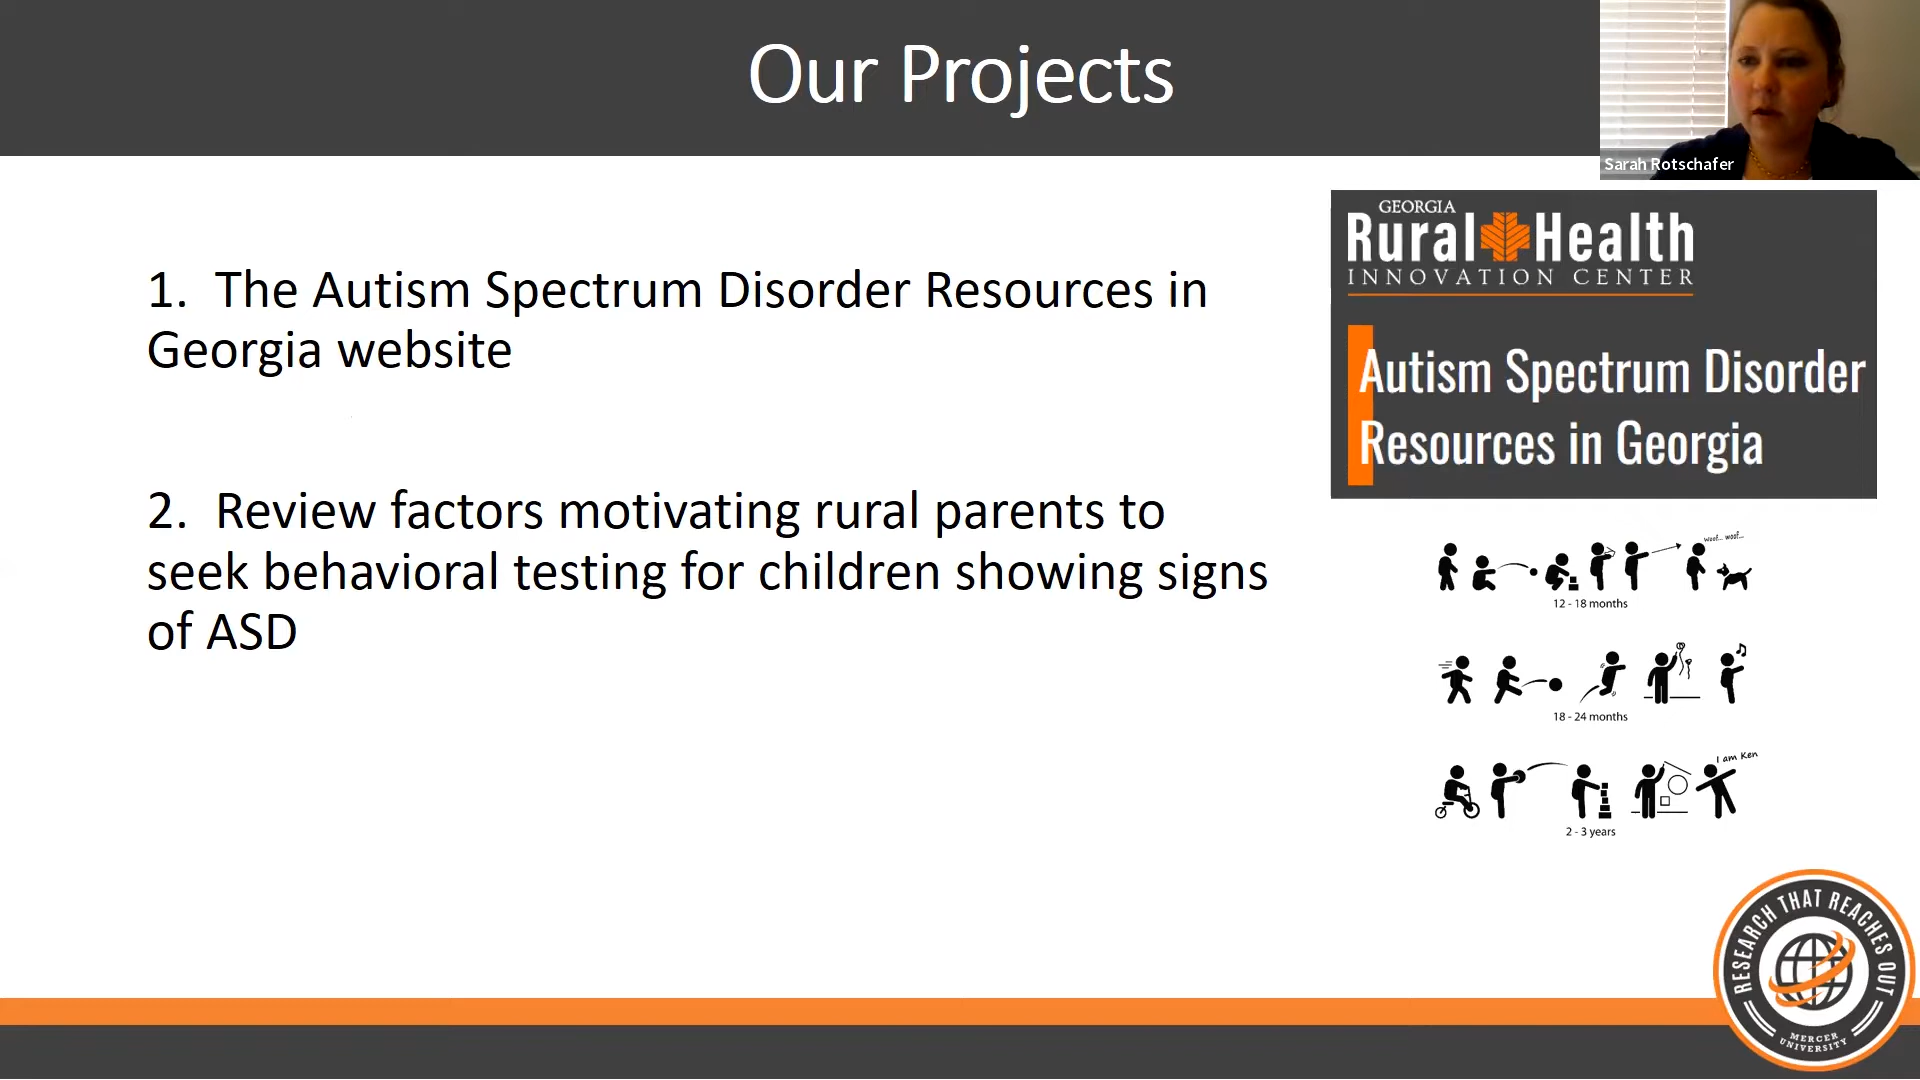 Our Projects
Sarah Rotschafer
1. The Autism Spectrum Disorder Resources in
Georgia website
2. Review factors motivating rural parents to
seek behavioral testing for children showing signs
of ASD
GEORGIA
Rural Health
INNOVATION CENTER
Autism Spectrum Disorder
Resources in Georgia
woof... woof...
12 - 18 months
18 - 24 months
I am Ken
2 - 3 years
RESEARCH THAT REACHES OUT
MERCER
UNIVERSITY